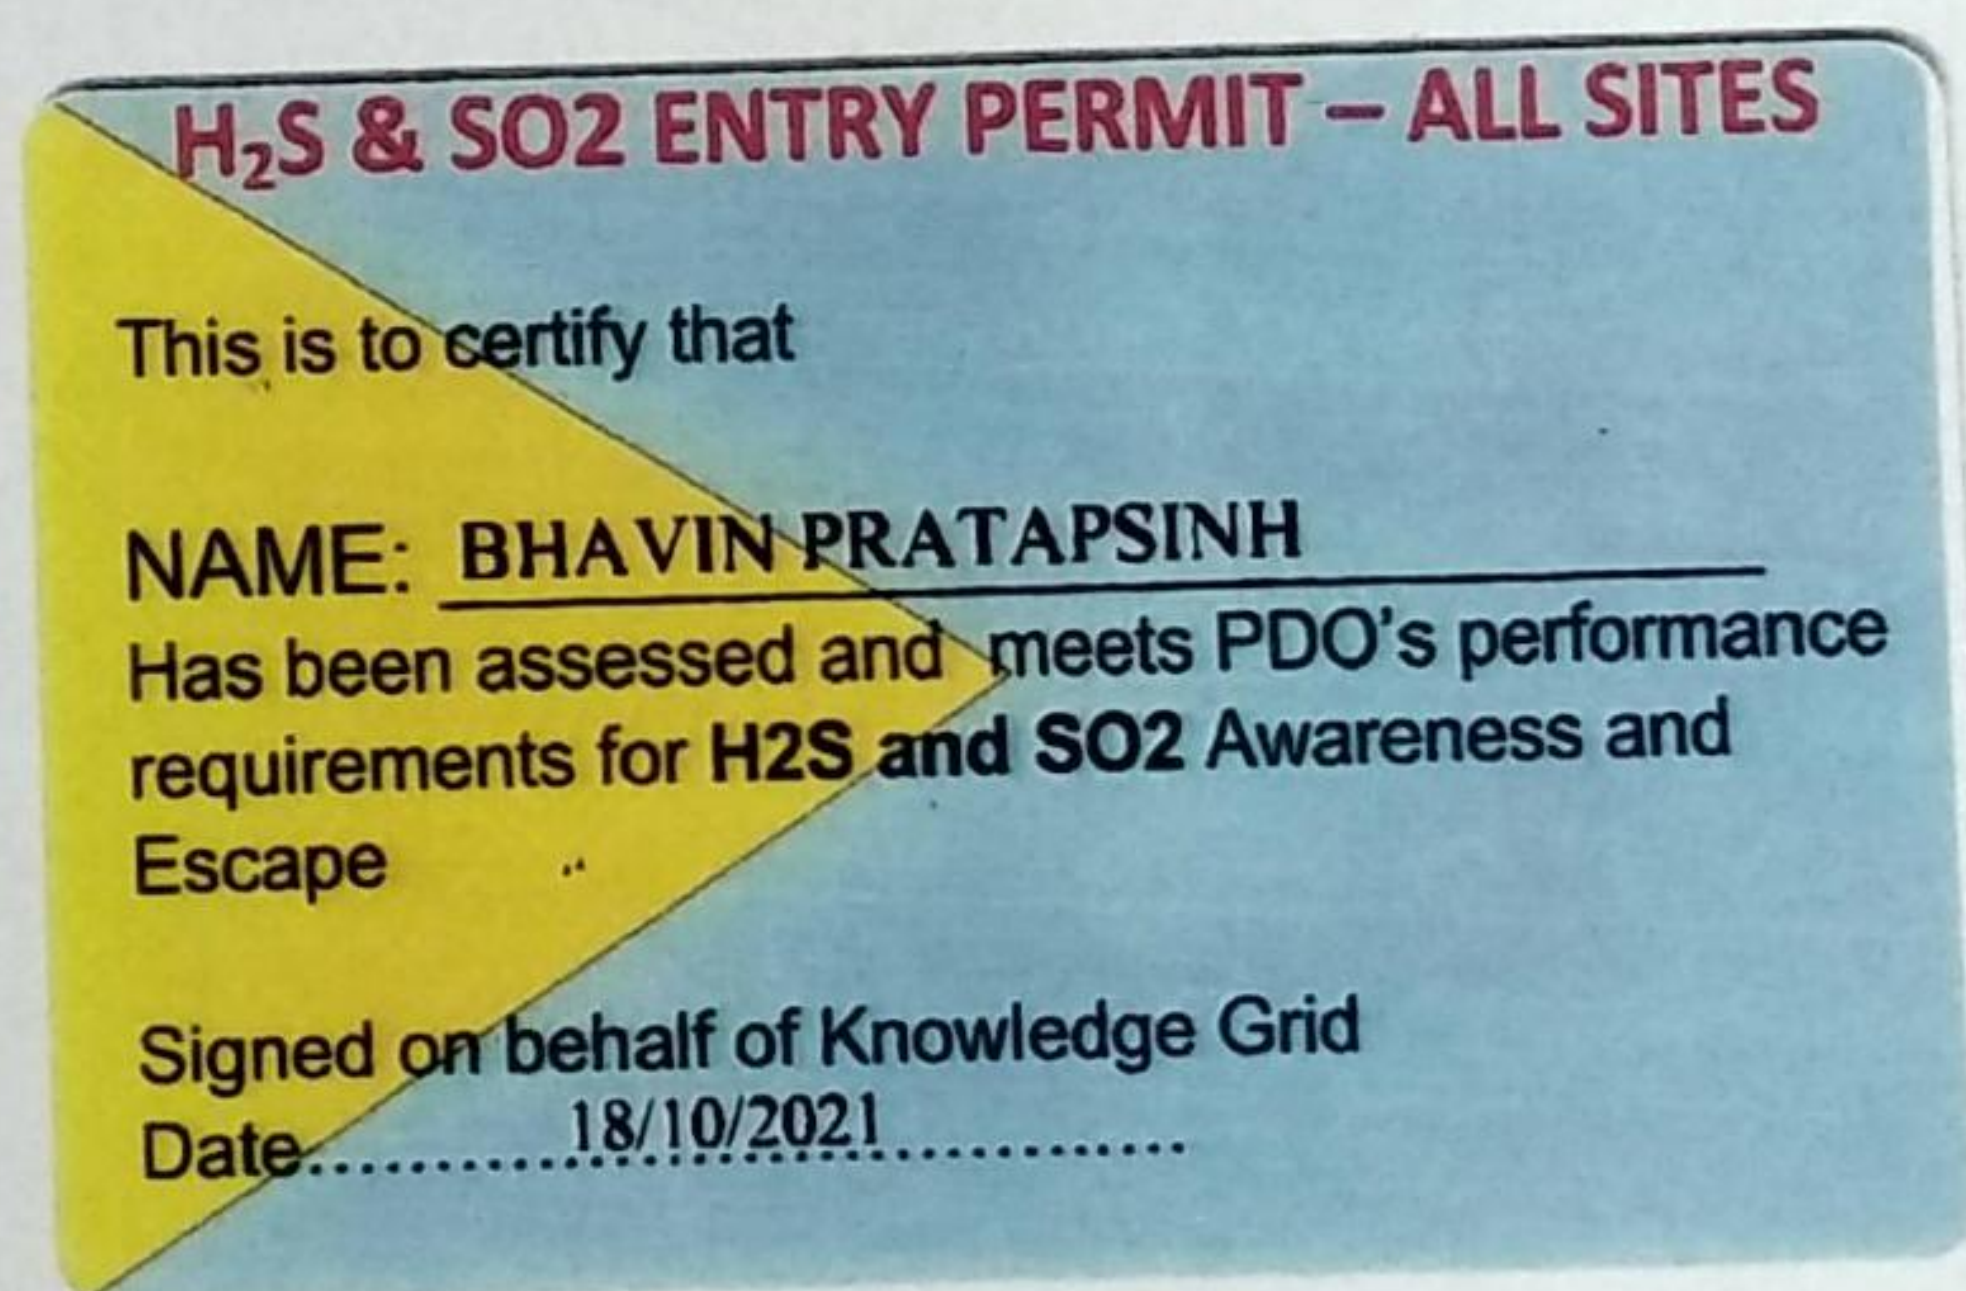 H₂S & SO2 ENTRY PERMIT – ALL SITES
This is to certify that
NAME: BHAVIN PRATAPSINH
Has been assessed and meets PDO's performance
requirements for H2S and SO2 Awareness and
Escape
Signed on behalf of Knowledge Grid
Date..........18/10/2021..............